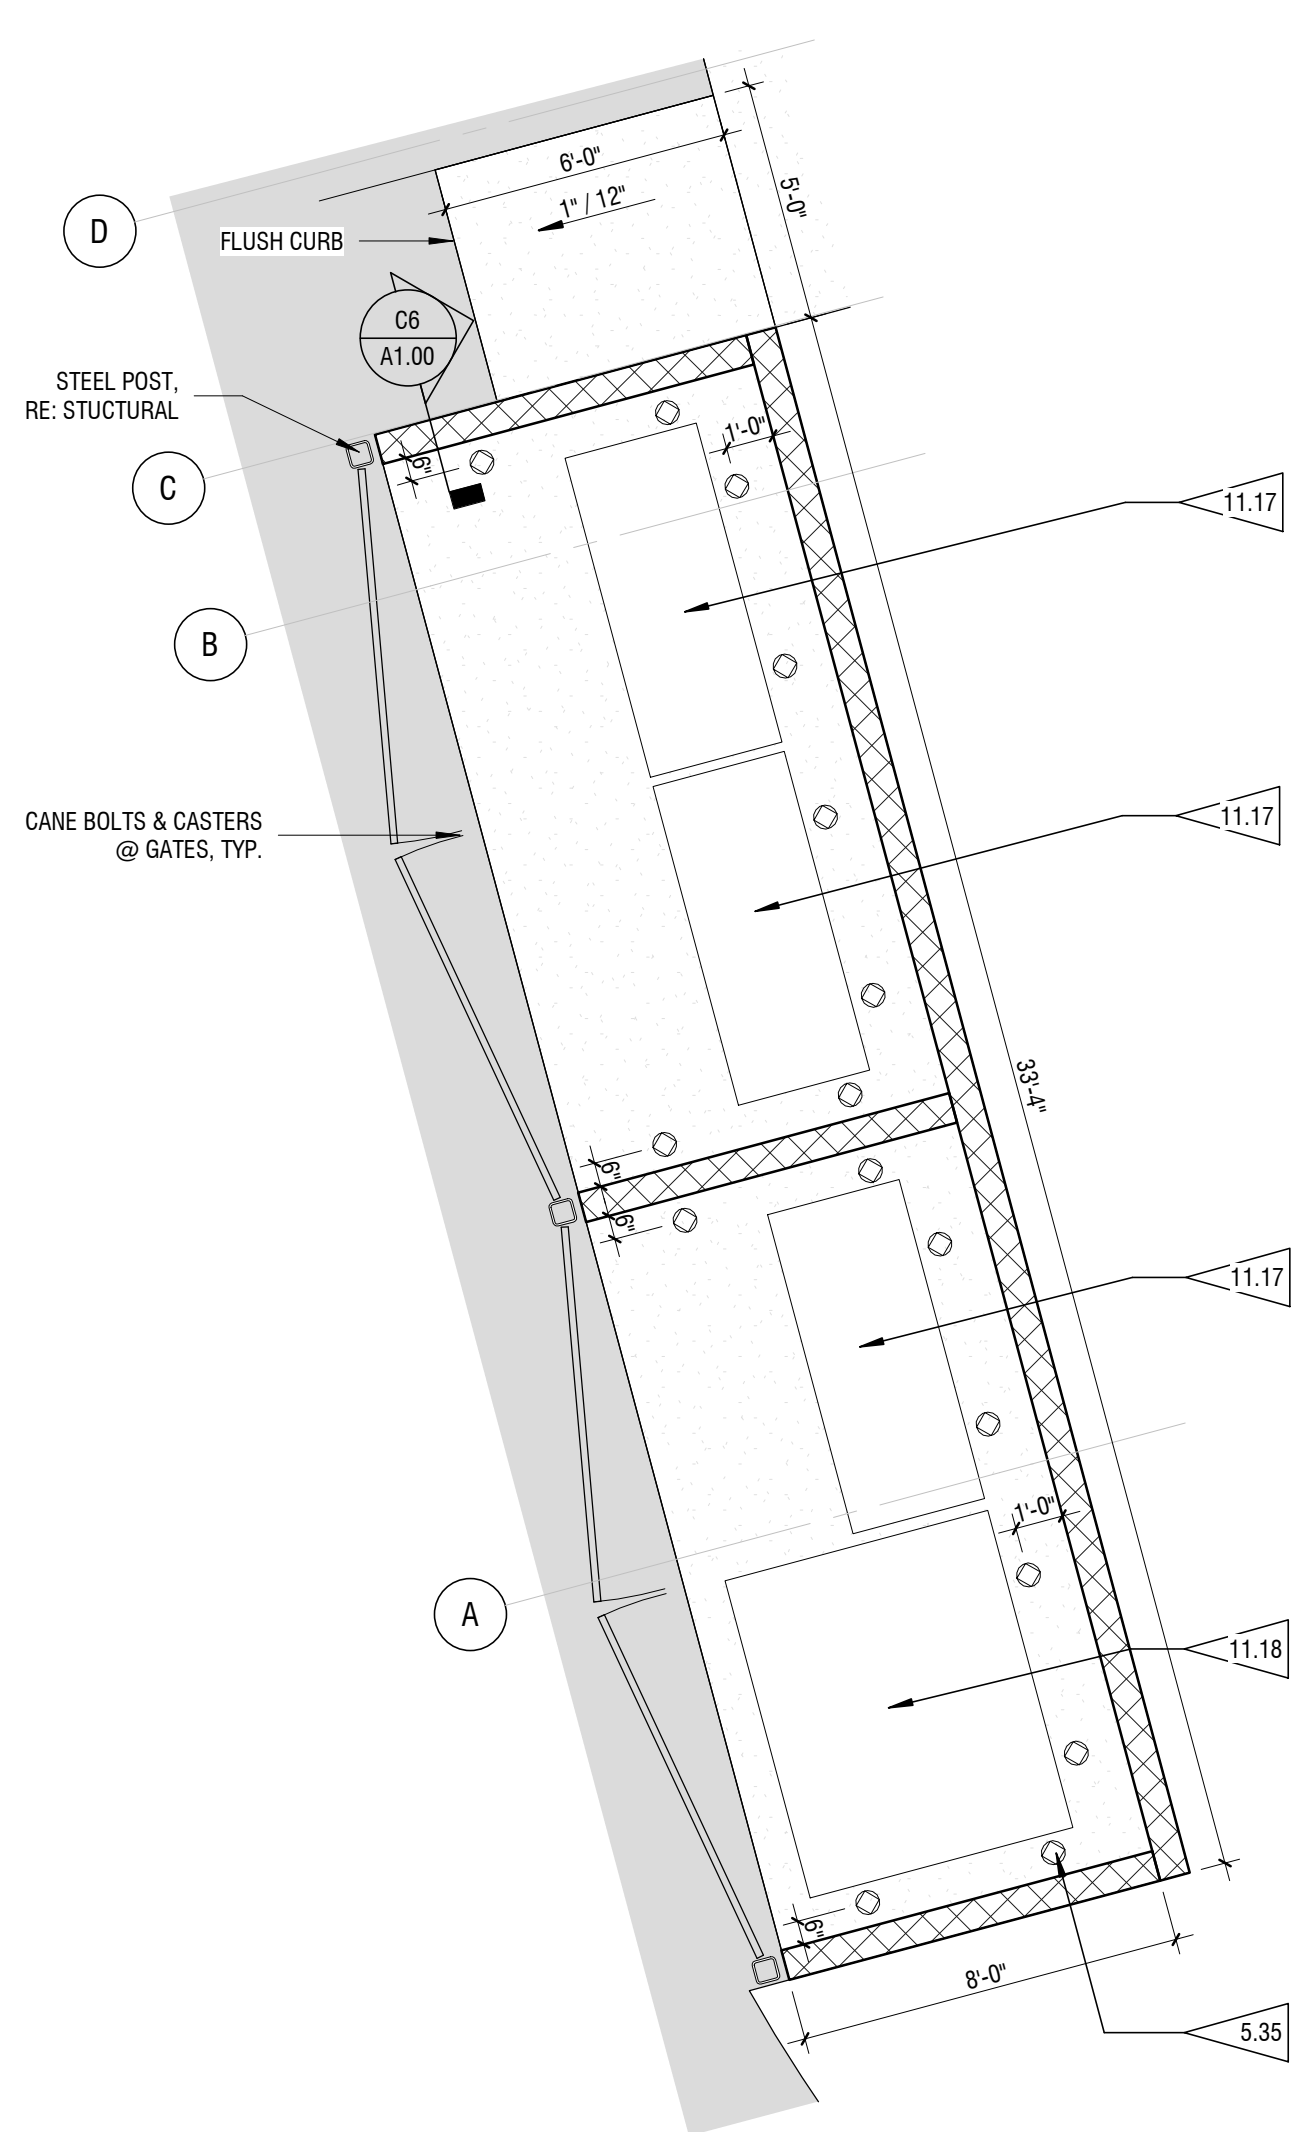 6'-0"
5'-0"
1" / 12"
D
FLUSH CURB
C6
A1.00
STEEL POST,
RE: STUCTURAL
1'-0"
6"
C
11.17
B
11.17
CANE BOLTS & CASTERS
@ GATES, TYP.
33'-4"
6"
6"
11.17
1'-0"
A
11.18
6"
8'-0"
5.35